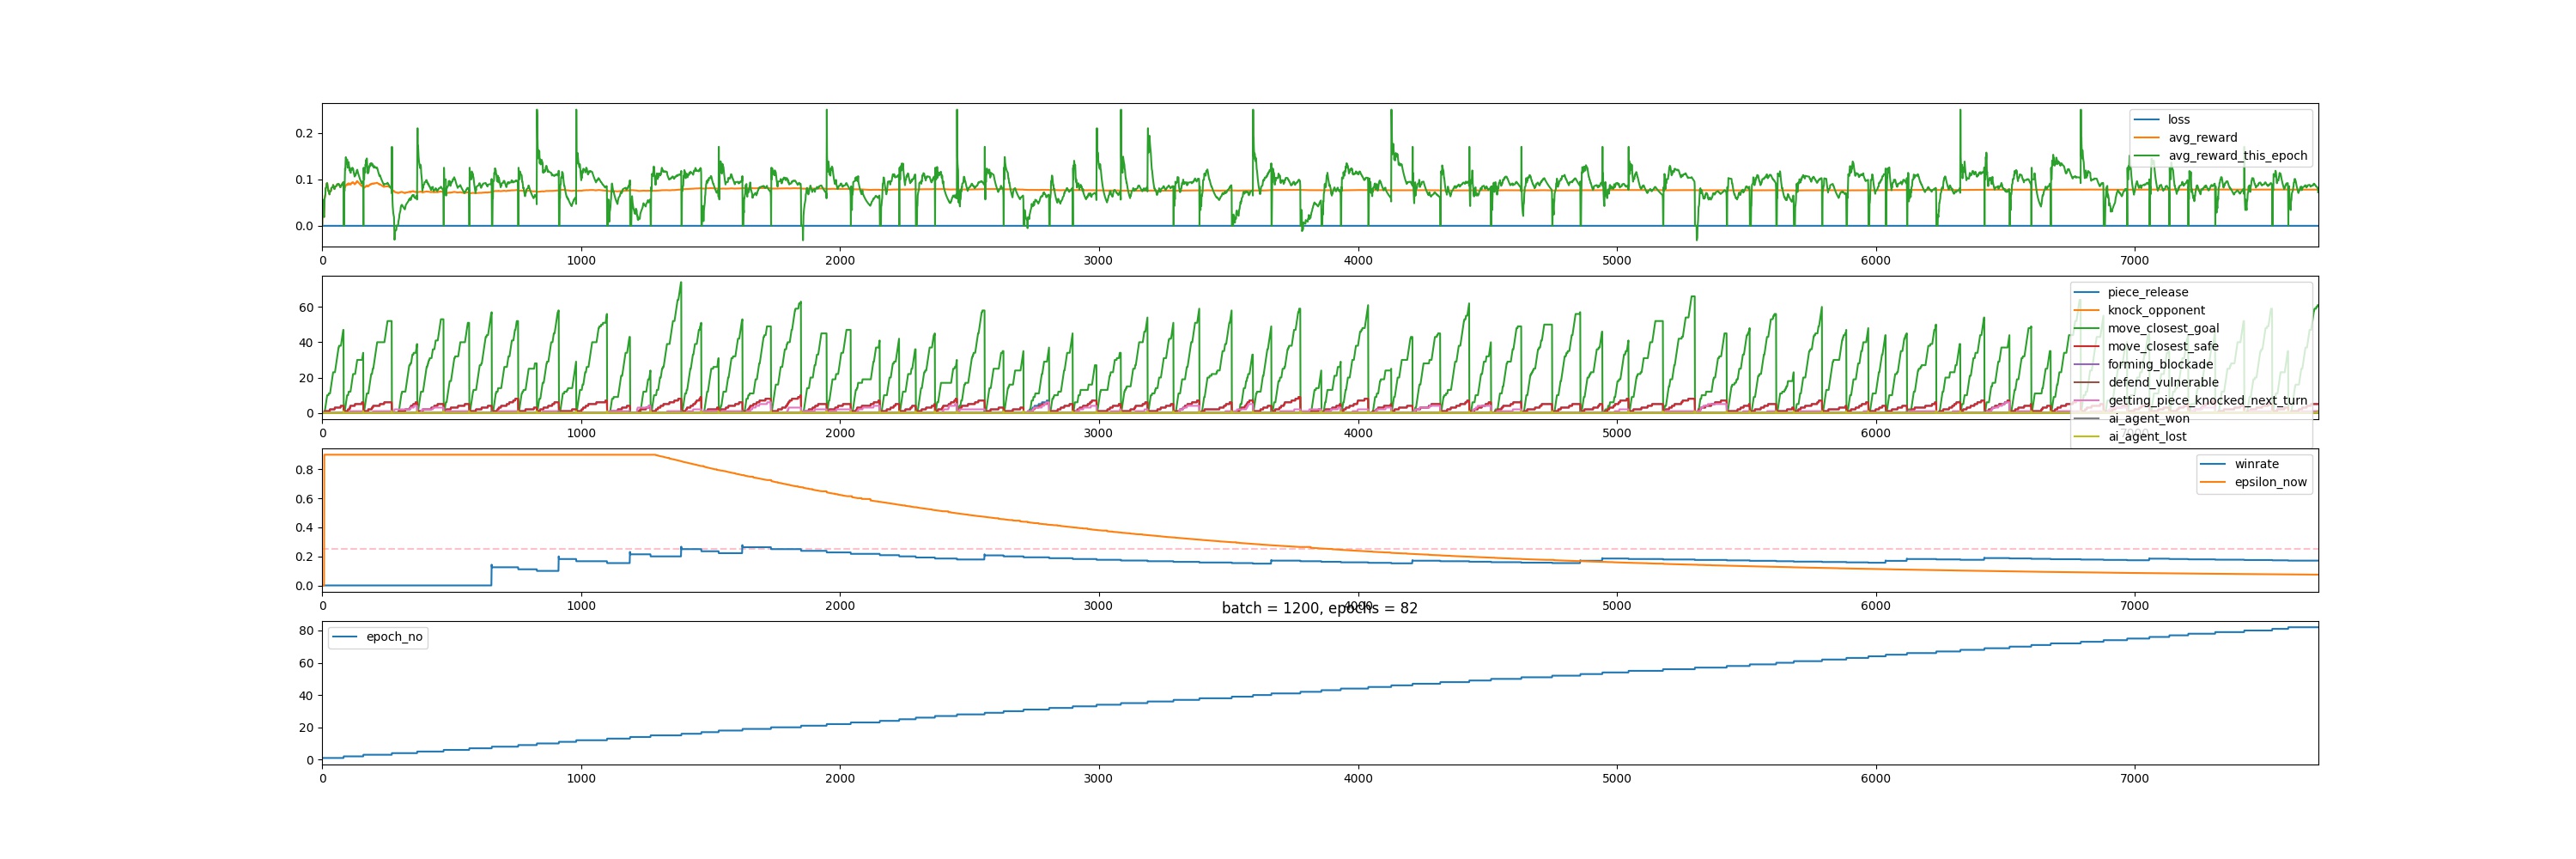 0.2
0.1
0.0
loss
avg_reward
avg_reward_this_epoch
0 1000 2000 3000 4000 5000 6000 7000
60
40
20
0
piece_release
knock_opponent
move_closest_goal
move_closest_safe
forming_blockade
defend_vulnerable
getting_piece_knocked_next_turn
ai_agent_won
ai_agent_lost
0 1000 2000 3000 4000 5000 6000 7000
0.8
0.6
0.4
0.2
0.0
winrate
epsilon_now
0 1000 2000 3000 4000 5000 6000 7000
batch = 1200, epochs = 82
80
60
40
20
0
epoch_no
0 1000 2000 3000 4000 5000 6000 7000